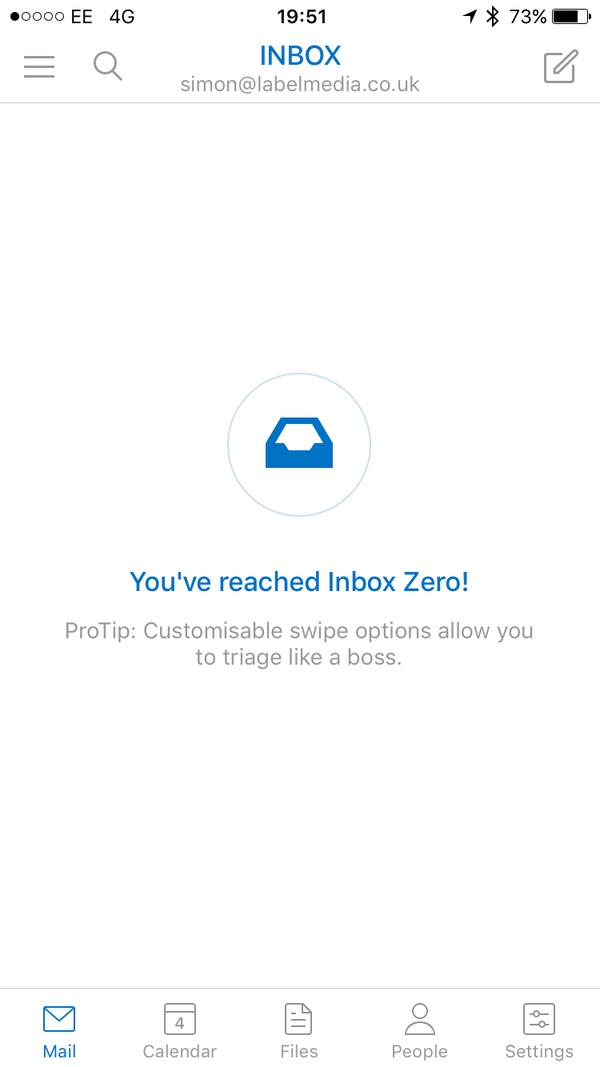 EE 4G 19:51 73%
INBOX
simon@labelmedia.co.uk
You've reached Inbox Zero!
ProTip: Customisable swipe options allow you
to triage like a boss.
4
Mail Calendar Files People Settings